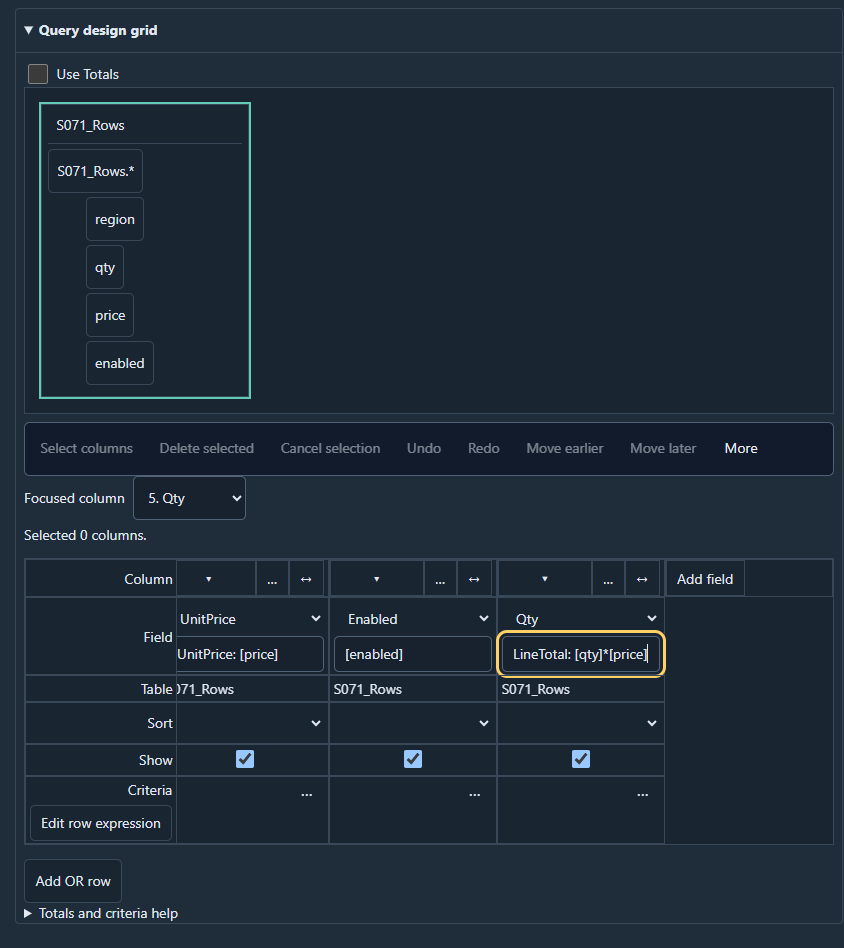 ▼ Query design grid
Use Totals
S071_Rows
S071_Rows.*
region
qty
price
enabled
Select columns Delete selected Cancel selection Undo Redo Move earlier Move later More
Focused column 5. Qty
Selected 0 columns.
Column ▾ ... ↔ ▾ ... ↔ ▾ ... ↔ Add field
UnitPrice Enabled Qty
Field
UnitPrice: [price] [enabled] LineTotal: [qty]*[price]
Table 071_Rows S071_Rows S071_Rows
Sort
Show
Criteria ... ... ...
Edit row expression
Add OR row
▶ Totals and criteria help